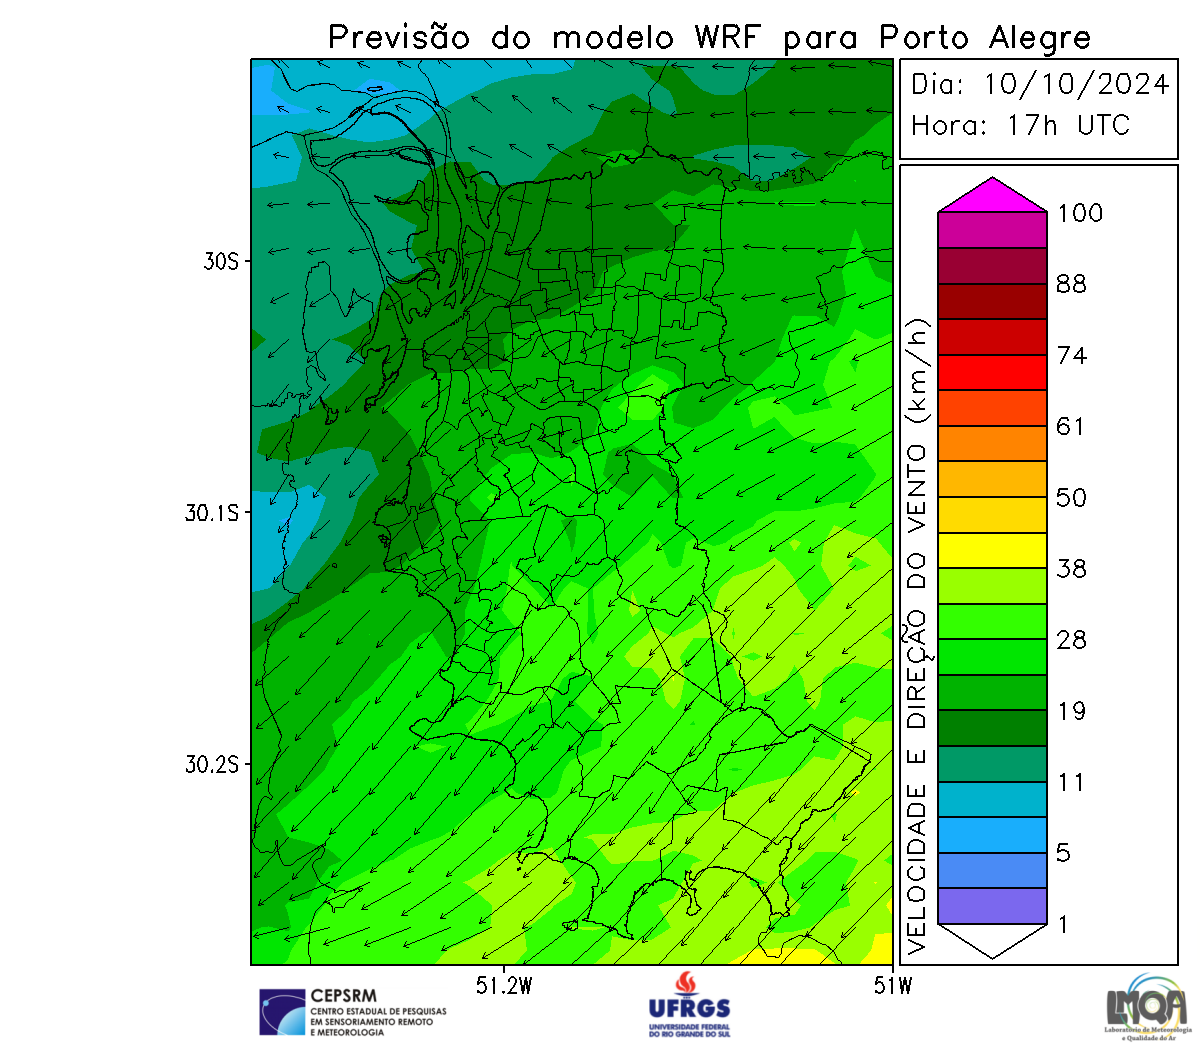 Previsão do modelo WRF para Porto Alegre
Dia: 10/10/2024
Hora: 17h UTC
30S
30.1S
30.2S
51.2W
51W
VELOCIDADE E DIREÇÃO DO VENTO (km/h)
100
88
74
61
50
38
28
19
11
5
1
CEPSRM
CENTRO ESTADUAL DE PESQUISAS
EM SENSORIAMENTO REMOTO
E METEOROLOGIA
UFRGS
UNIVERSIDADE FEDERAL
DO RIO GRANDE DO SUL
LMQA
Laboratório de Meteorologia
e Qualidade do Ar